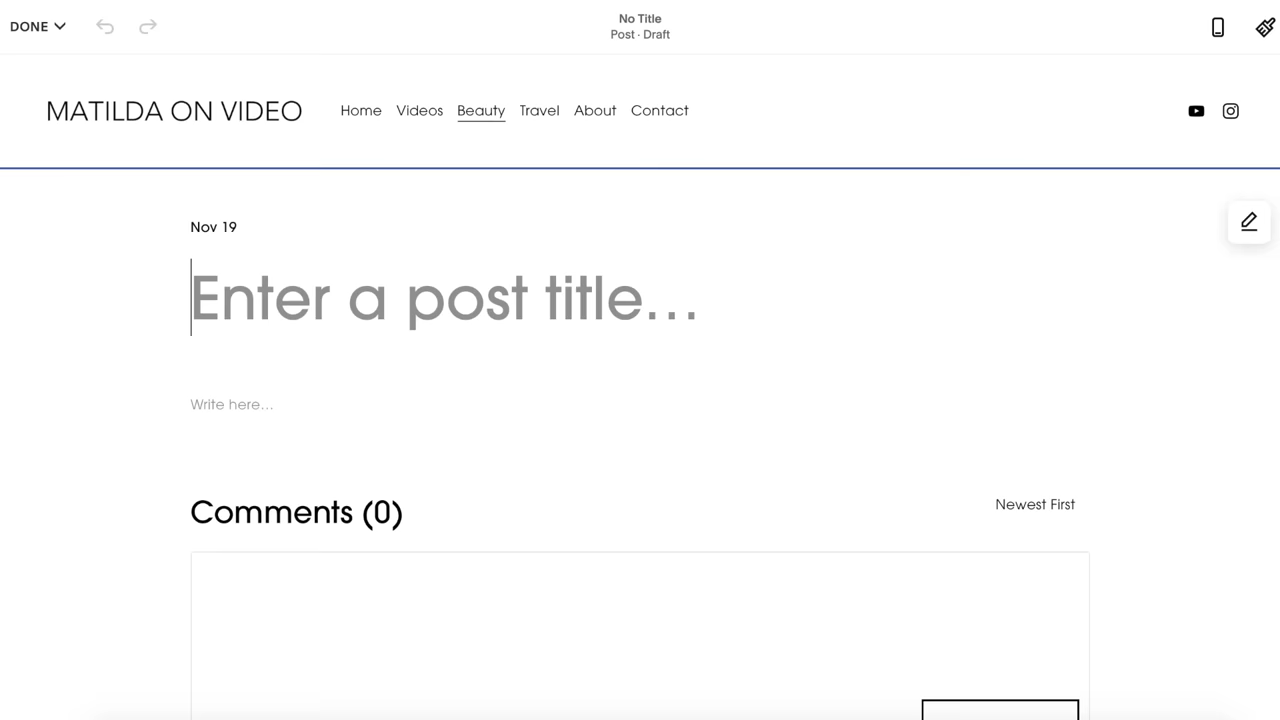 DONE
No Title
Post · Draft
MATILDA ON VIDEO Home Videos Beauty Travel About Contact
Nov 19
Enter a post title...
Write here...
Comments (0) Newest First